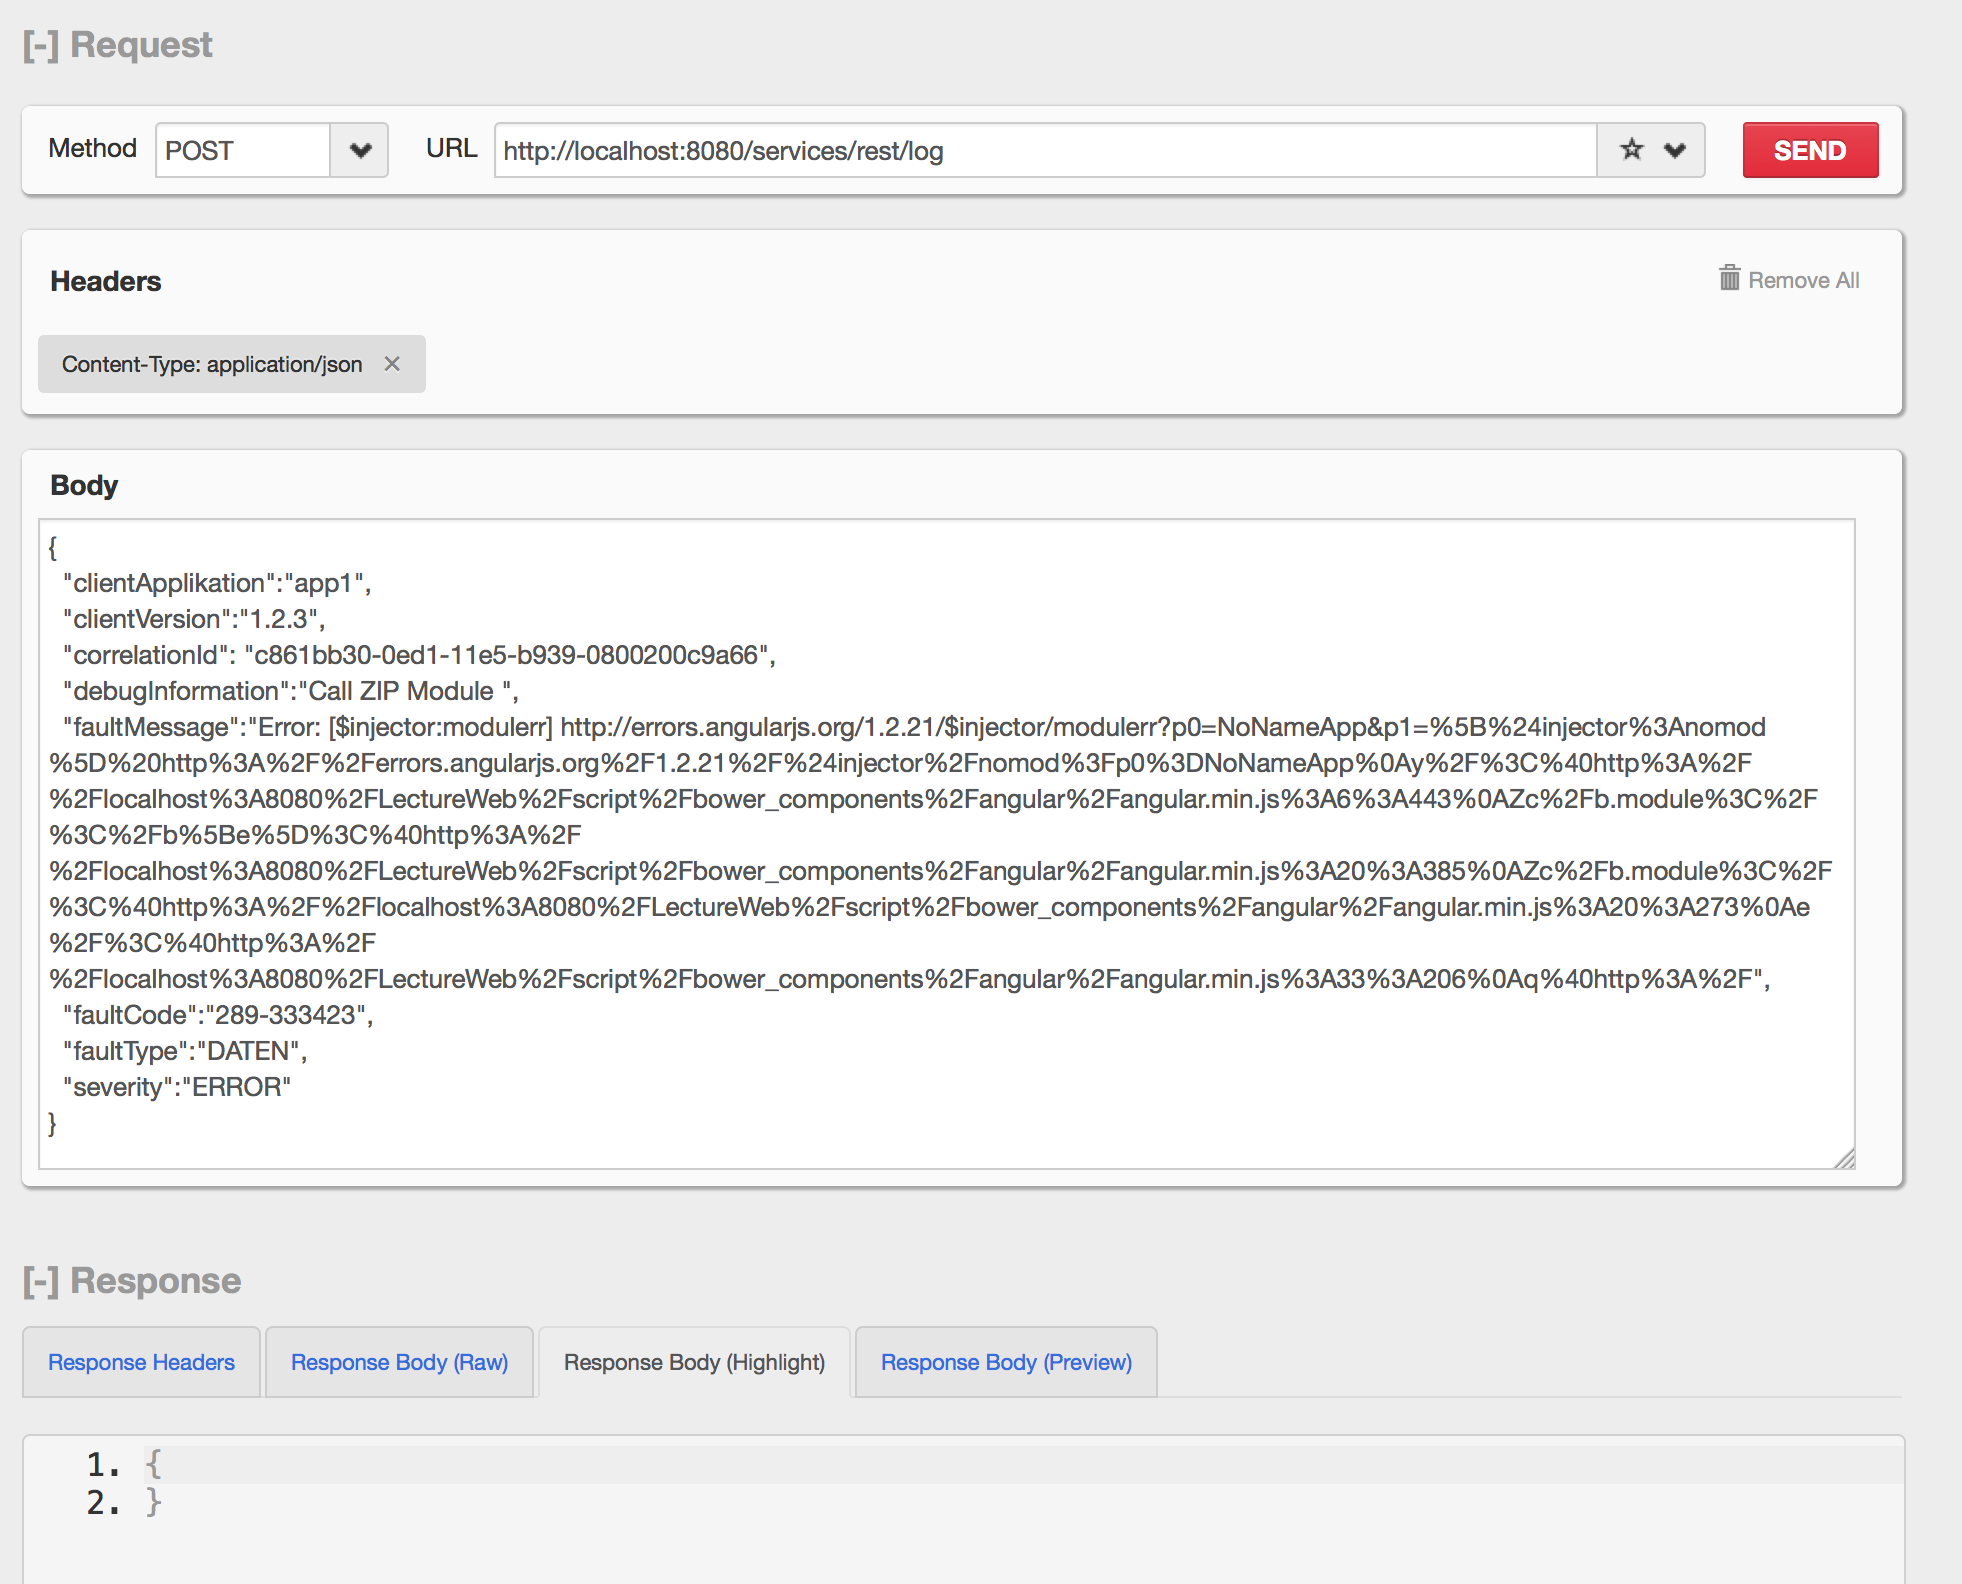 [-] Request
Method POST URL http://localhost:8080/services/rest/log SEND
Headers Remove All
Content-Type: application/json ✕
Body
{
"clientApplikation":"app1",
"clientVersion":"1.2.3",
"correlationId": "c861bb30-0ed1-11e5-b939-0800200c9a66",
"debugInformation":"Call ZIP Module ",
"faultMessage":"Error: [$injector:modulerr] http://errors.angularjs.org/1.2.21/$injector/modulerr?p0=NoNameApp&p1=%5B%24injector%3Anomod
%5D%20http%3A%2F%2Ferrors.angularjs.org%2F1.2.21%2F%24injector%2Fnomod%3Fp0%3DNoNameApp%0Ay%2F%3C%40http%3A%2F
%2Flocalhost%3A8080%2FLectureWeb%2Fscript%2Fbower_components%2Fangular%2Fangular.min.js%3A6%3A443%0AZc%2Fb.module%3C%2F
%3C%2Fb%5Be%5D%3C%40http%3A%2F
%2Flocalhost%3A8080%2FLectureWeb%2Fscript%2Fbower_components%2Fangular%2Fangular.min.js%3A20%3A385%0AZc%2Fb.module%3C%2F
%3C%40http%3A%2F%2Flocalhost%3A8080%2FLectureWeb%2Fscript%2Fbower_components%2Fangular%2Fangular.min.js%3A20%3A273%0Ae
%2F%3C%40http%3A%2F
%2Flocalhost%3A8080%2FLectureWeb%2Fscript%2Fbower_components%2Fangular%2Fangular.min.js%3A33%3A206%0Aq%40http%3A%2F",
"faultCode":"289-333423",
"faultType":"DATEN",
"severity":"ERROR"
}
[-] Response
Response Headers Response Body (Raw) Response Body (Highlight) Response Body (Preview)
1. {
2. }